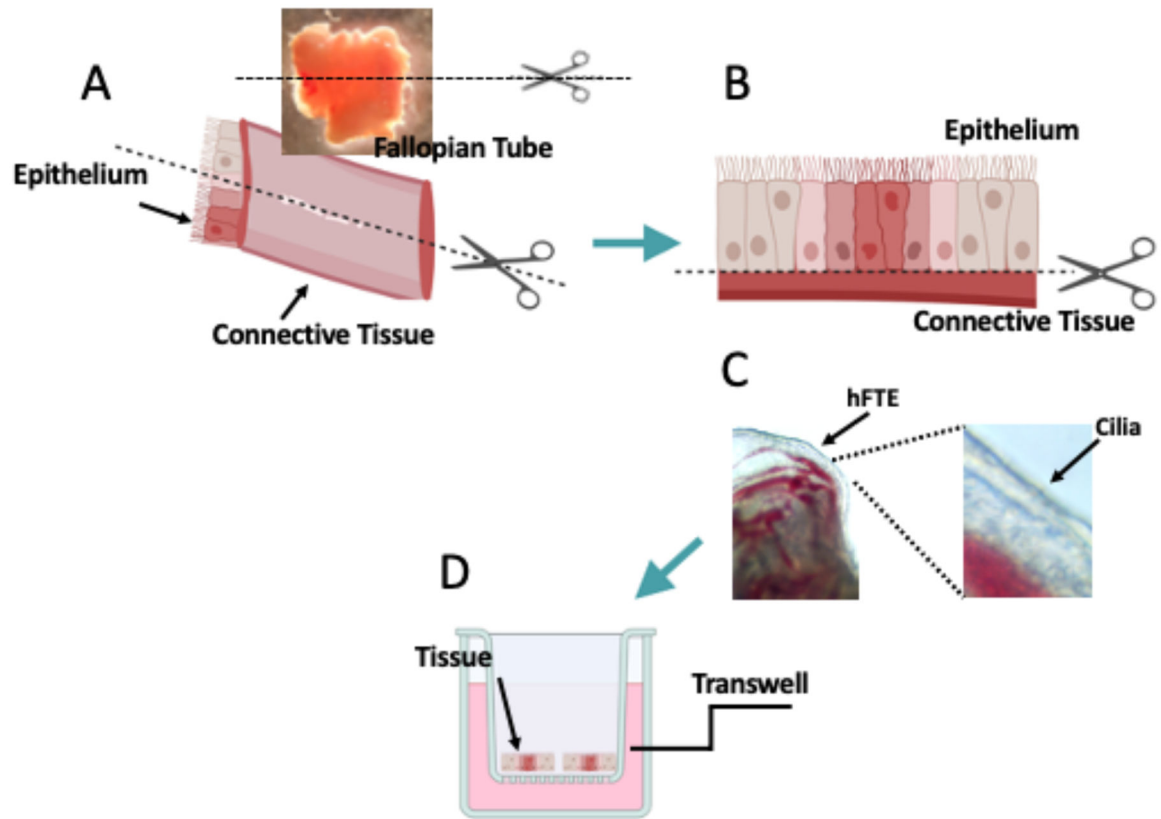 A
Fallopian Tube
Epithelium
Connective Tissue
B
Epithelium
Connective Tissue
C
hFTE
Cilia
D
Tissue
Transwell